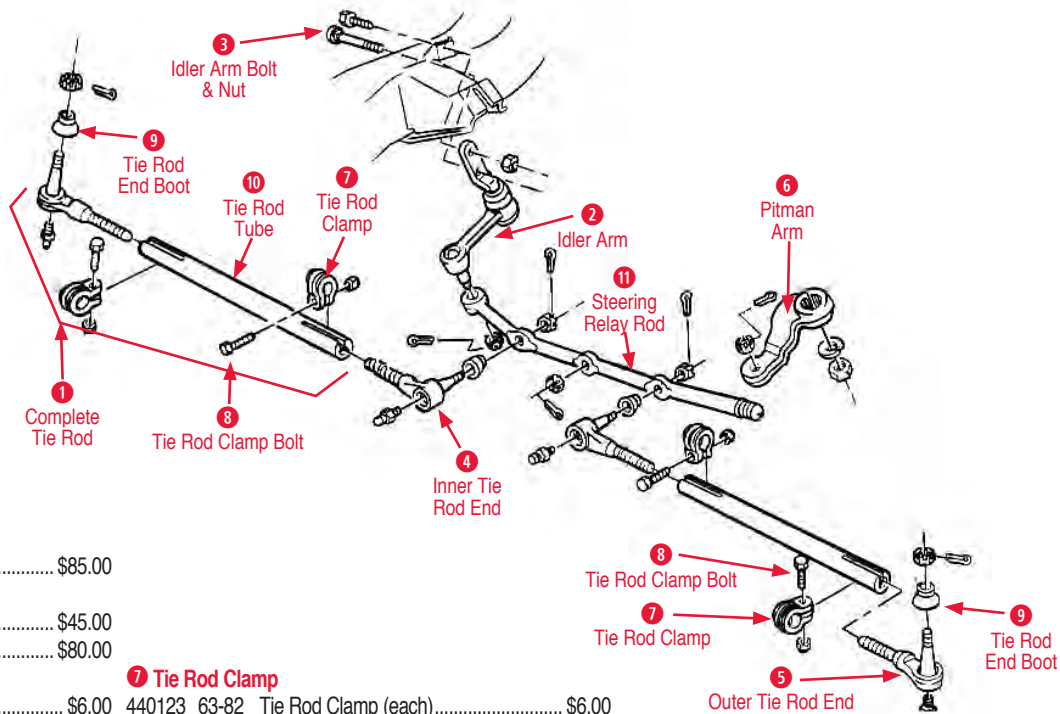 3
Idler Arm Bolt
& Nut
9
Tie Rod
End Boot
10
Tie Rod
Tube
7
Tie Rod
Clamp
2
Idler Arm
6
Pitman
Arm
11
Steering
Relay Rod
1
Complete
Tie Rod
8
Tie Rod Clamp Bolt
4
Inner Tie
Rod End
8
Tie Rod Clamp Bolt
7
Tie Rod Clamp
9
Tie Rod
End Boot
5
Outer Tie Rod End
............. $85.00
............. $45.00
............. $80.00
............. $6.00
7 Tie Rod Clamp
440123 63-82 Tie Rod Clamp (each).......................... $6.00